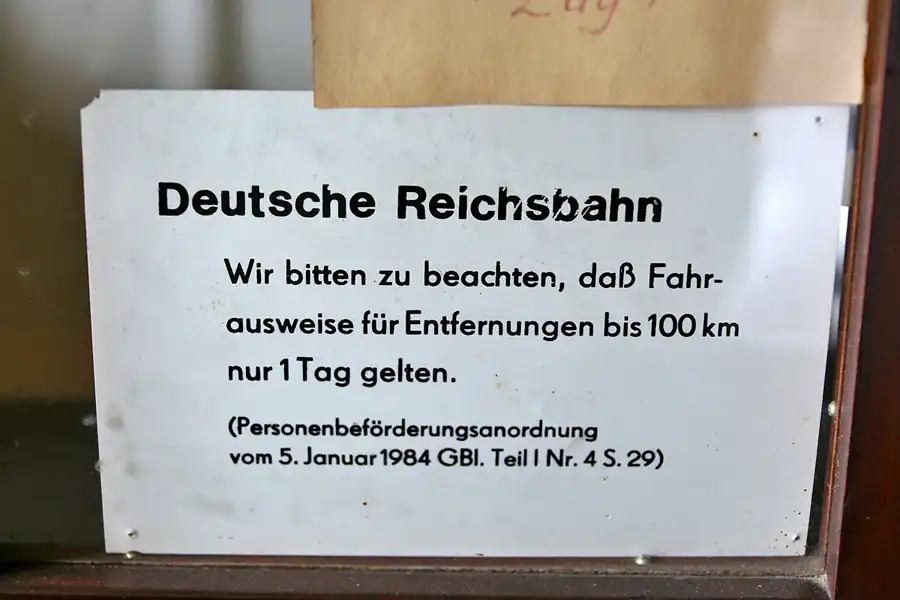 Zug!
Deutsche Reichsbahn
Wir bitten zu beachten, daß Fahr-
ausweise für Entfernungen bis 100 km
nur 1 Tag gelten.
(Personenbeförderungsanordnung
vom 5. Januar 1984 GBl. Teil I Nr. 4 S. 29)